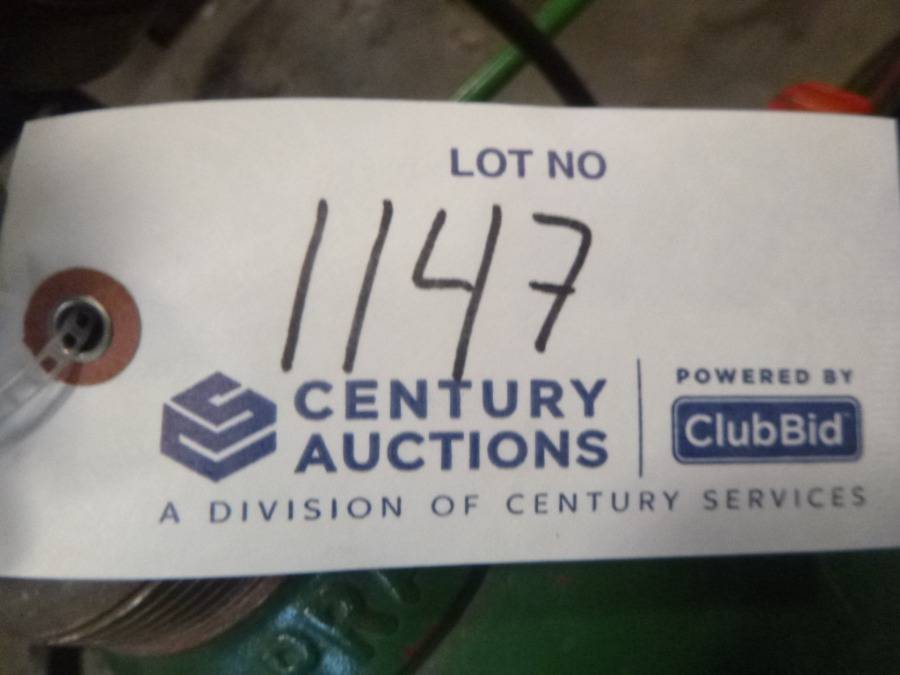 LOT NO
1147
CENTURY
AUCTIONS
POWERED BY
ClubBid
A DIVISION OF CENTURY SERVICES